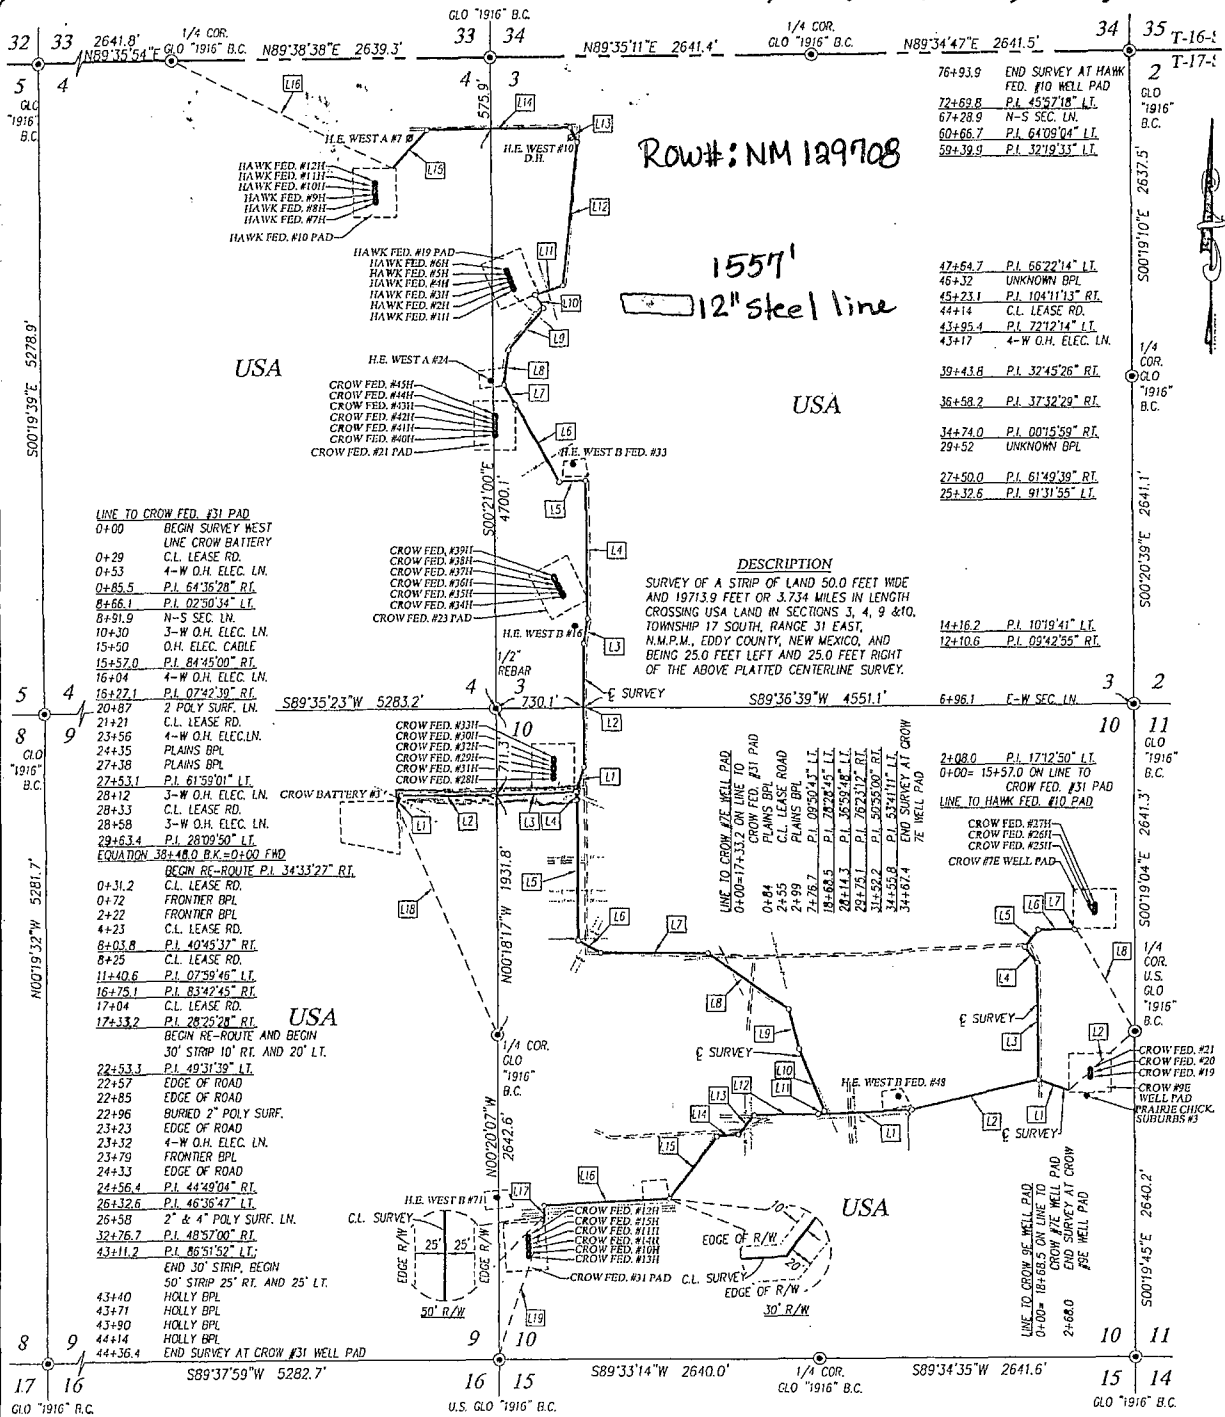 GLO "1916" B.C.
1/4 COR.
GLO "1916" B.C.
1/4 COR.
GLO "1916" B.C.
32 33
2641.8'
N89°35'54"E
N89°38'38"E 2639.3'
33 34
N89°35'11"E 2641.4'
N89°34'47"E 2641.5'
34 35
T-16-
T-17-
5 4
GLO
"1916"
B.C.
4 3
2
GLO
"1916"
B.C.
575.9'
L16
L14
L13
H.E. WEST A #7
H.E. WEST #10
D.H.
L15
L12
HAWK FED. #12H
HAWK FED. #11H
HAWK FED. #10H
HAWK FED. #9H
HAWK FED. #8H
HAWK FED. #7H
HAWK FED. #10 PAD
ROW#: NM 129708
1557'
12" steel line
76+93.9 END SURVEY AT HAWK
FED. #10 WELL PAD
72+69.8 P.I. 45°57'18" LT.
67+28.9 N-S SEC. LN.
60+66.7 P.I. 64°09'04" LT.
59+39.9 P.I. 32°19'33" LT.
47+64.7 P.I. 66°22'14" LT.
46+32 UNKNOWN BPL
45+23.1 P.I. 104°11'13" RT.
44+14 C.L. LEASE RD.
43+95.4 P.I. 72°12'14" LT.
43+17 4-W O.H. ELEC. LN.
39+43.8 P.I. 32°45'26" RT.
36+58.2 P.I. 37°32'29" RT.
34+74.0 P.I. 00°15'59" RT.
29+52 UNKNOWN BPL
27+50.0 P.I. 61°49'39" RT.
25+32.6 P.I. 91°31'55" LT.
14+16.2 P.I. 10°19'41" LT.
12+10.6 P.I. 09°42'55" RT.
6+96.1 E-W SEC. LN.
2+08.0 P.I. 17°12'50" LT.
0+00= 15+57.0 ON LINE TO
CROW FED. #31 PAD
LINE TO HAWK FED. #10 PAD
S00°19'10"E 2637.5'
1/4
COR.
GLO
"1916"
B.C.
S00°20'39"E 2641.1'
HAWK FED. #19 PAD
HAWK FED. #6H
HAWK FED. #5H
HAWK FED. #4H
HAWK FED. #3H
HAWK FED. #2H
HAWK FED. #1H
L11
L10
L9
H.E. WEST A #24
L8
L7
USA
USA
S00°19'39"E 5278.9'
CROW FED. #45H
CROW FED. #44H
CROW FED. #43H
CROW FED. #42H
CROW FED. #41H
CROW FED. #40H
CROW FED. #21 PAD
L6
H.E. WEST B FED. #33
L5
S00°21'00"E
4700.1'
L4
CROW FED. #39H
CROW FED. #38H
CROW FED. #37H
CROW FED. #36H
CROW FED. #35H
CROW FED. #34H
CROW FED. #23 PAD
H.E. WEST B #16
L3
1/2"
REBAR
DESCRIPTION
SURVEY OF A STRIP OF LAND 50.0 FEET WIDE
AND 19713.9 FEET OR 3.734 MILES IN LENGTH
CROSSING USA LAND IN SECTIONS 3, 4, 9 &10,
TOWNSHIP 17 SOUTH, RANGE 31 EAST,
N.M.P.M., EDDY COUNTY, NEW MEXICO, AND
BEING 25.0 FEET LEFT AND 25.0 FEET RIGHT
OF THE ABOVE PLATTED CENTERLINE SURVEY.
LINE TO CROW FED. #31 PAD
0+00 BEGIN SURVEY WEST
LINE CROW BATTERY
0+29 C.L. LEASE RD.
0+53 4-W O.H. ELEC. LN.
0+85.5 P.I. 64°36'28" RT.
8+66.1 P.I. 02°50'34" LT.
8+91.9 N-S SEC. LN.
10+30 3-W O.H. ELEC. LN.
15+50 O.H. ELEC. CABLE
15+57.0 P.I. 84°45'00" RT.
16+04 4-W O.H. ELEC. LN.
16+27.1 P.I. 07°42'39" RT.
20+87 2 POLY SURF. LN.
21+21 C.L. LEASE RD.
23+56 4-W O.H. ELEC.LN.
24+35 PLAINS BPL
27+38 PLAINS BPL
27+53.1 P.I. 61°59'01" LT.
28+12 3-W O.H. ELEC. LN.
28+33 C.L. LEASE RD.
28+58 3-W O.H. ELEC. LN.
29+63.4 P.I. 28°09'50" LT.
EQUATION 38+48.0 B.K.=0+00 FWD
BEGIN RE-ROUTE P.I. 34°33'27" RT.
0+31.2 C.L. LEASE RD.
0+72 FRONTIER BPL
2+22 FRONTIER BPL
4+23 C.L. LEASE RD.
8+03.8 P.I. 40°45'37" RT.
8+25 C.L. LEASE RD.
11+40.6 P.I. 07°59'46" LT.
16+75.1 P.I. 83°42'45" RT.
17+04 C.L. LEASE RD.
17+33.2 P.I. 28°25'28" RT.
BEGIN RE-ROUTE AND BEGIN
30' STRIP 10' RT. AND 20' LT.
22+53.3 P.I. 49°31'39" LT.
22+57 EDGE OF ROAD
22+85 EDGE OF ROAD
22+96 BURIED 2" POLY SURF.
23+23 EDGE OF ROAD
23+32 4-W O.H. ELEC. LN.
23+79 FRONTIER BPL
24+33 EDGE OF ROAD
24+56.4 P.I. 44°49'04" RT.
26+32.6 P.I. 46°36'47" LT.
26+58 2" & 4" POLY SURF. LN.
32+76.7 P.I. 48°57'00" RT.
43+11.2 P.I. 86°51'52" LT.;
END 30' STRIP, BEGIN
50' STRIP 25' RT. AND 25' LT.
43+40 HOLLY BPL
43+71 HOLLY BPL
43+90 HOLLY BPL
44+14 HOLLY BPL
44+36.4 END SURVEY AT CROW #31 WELL PAD
5 4
8 9
GLO
"1916"
B.C.
S89°35'23"W 5283.2'
4 3
10
730.1'
℄ SURVEY
L2
S89°36'39"W 4551.1'
3 2
10 11
GLO
"1916"
B.C.
711.3'
CROW FED. #33H
CROW FED. #30H
CROW FED. #32H
CROW FED. #29H
CROW FED. #31H
CROW FED. #28H
CROW BATTERY #3
L1
L1
L2
L3
L4
L5
L18
N00°18'17"W 1931.8'
N00°19'32"W 5281.7'
LINE TO CROW #7E WELL PAD
0+00=17+33.2 ON LINE TO
CROW FED. #31 PAD
0+84 PLAINS BPL
2+55 C.L. LEASE ROAD
2+99 PLAINS BPL
7+76.7 P.I. 09°50'43" LT.
18+68.5 P.I. 78°28'45" LT.
28+14.3 P.I. 36°59'48" LT.
29+75.1 P.I. 76°23'12" RT.
31+52.2 P.I. 50°55'00" RT.
34+55.8 P.I. 53°41'11" LT.
34+67.4 END SURVEY AT CROW
7E WELL PAD
CROW FED. #27H
CROW FED. #26H
CROW FED. #25H
CROW #7E WELL PAD
S00°19'04"E 2641.3'
L6
L7
L8
L9
L10
L11
L5
L6
L7
L8
L4
L3
℄ SURVEY
℄ SURVEY
1/4
COR.
U.S.
GLO
"1916"
B.C.
L2
CROW FED. #21
CROW FED. #20
CROW FED. #19
CROW #9E
WELL PAD
PRAIRIE CHICK.
SUBURBS #3
USA
1/4 COR.
GLO
"1916"
B.C.
H.E. WEST B FED. #48
L12
L13
L14
L15
L1
L2
L1
℄ SURVEY
N00°20'07"W
2642.6'
L16
L17
H.E. WEST B #71
C.L. SURVEY
EDGE R/W
25' 25'
EDGE R/W
50' R/W
CROW FED. #12H
CROW FED. #15H
CROW FED. #11H
CROW FED. #14H
CROW FED. #10H
CROW FED. #13H
CROW FED. #31 PAD
L19
10
EDGE OF R/W
20
C.L. SURVEY
EDGE OF R/W
30' R/W
USA
LINE TO CROW 9E WELL PAD
0+00= 18+68.5 ON LINE TO
CROW #7E WELL PAD
2+68.0 END SURVEY AT CROW
#9E WELL PAD
S00°19'45"E 2640.2'
8 9
17 16
GLO "1916" B.C.
S89°37'59"W 5282.7'
9 10
16 15
U.S. GLO "1916" B.C.
S89°33'14"W 2640.0'
1/4 COR.
GLO "1916" B.C.
S89°34'35"W 2641.6'
10 11
15 14
GLO "1916" B.C.